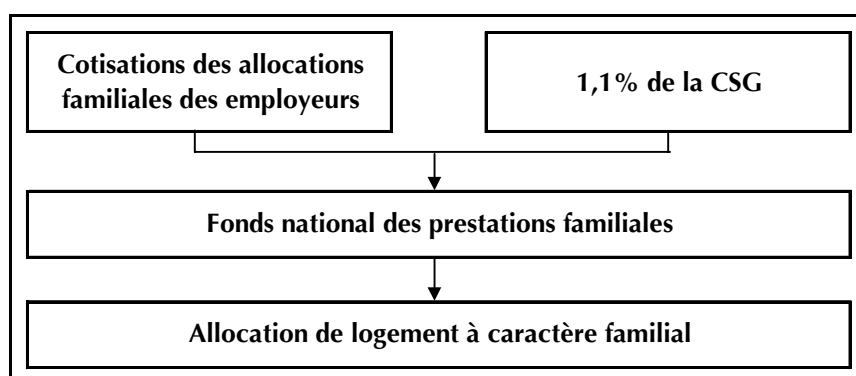 Cotisations des allocations
familiales des employeurs
1,1% de la CSG
Fonds national des prestations familiales
Allocation de logement à caractère familial